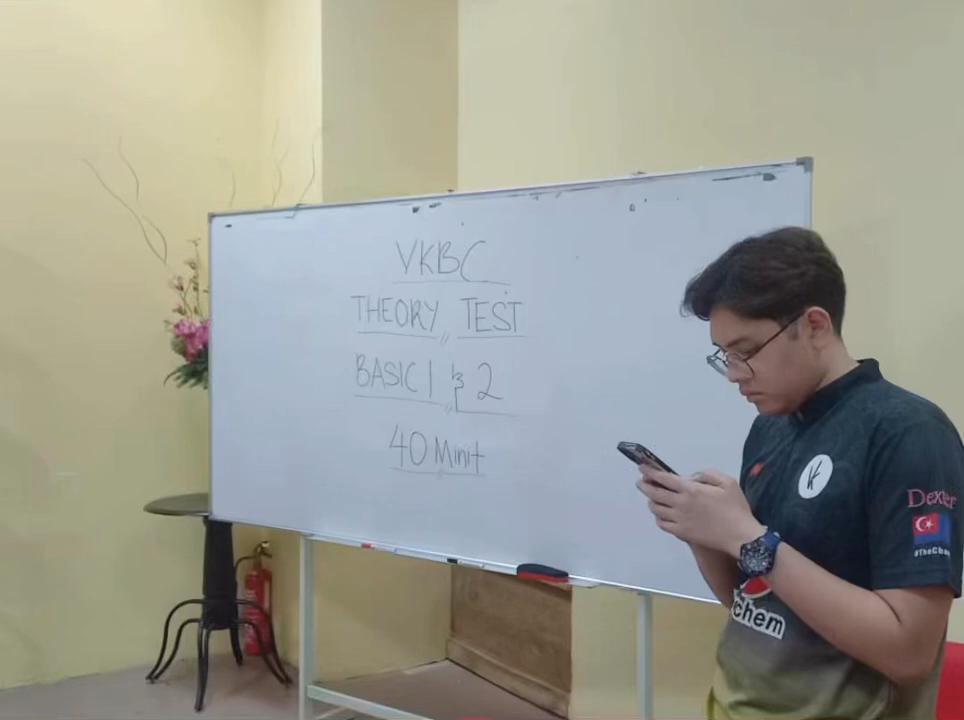 VKBC
THEORY TEST
BASIC 1 & 2
40 Minit
Dexter
chem